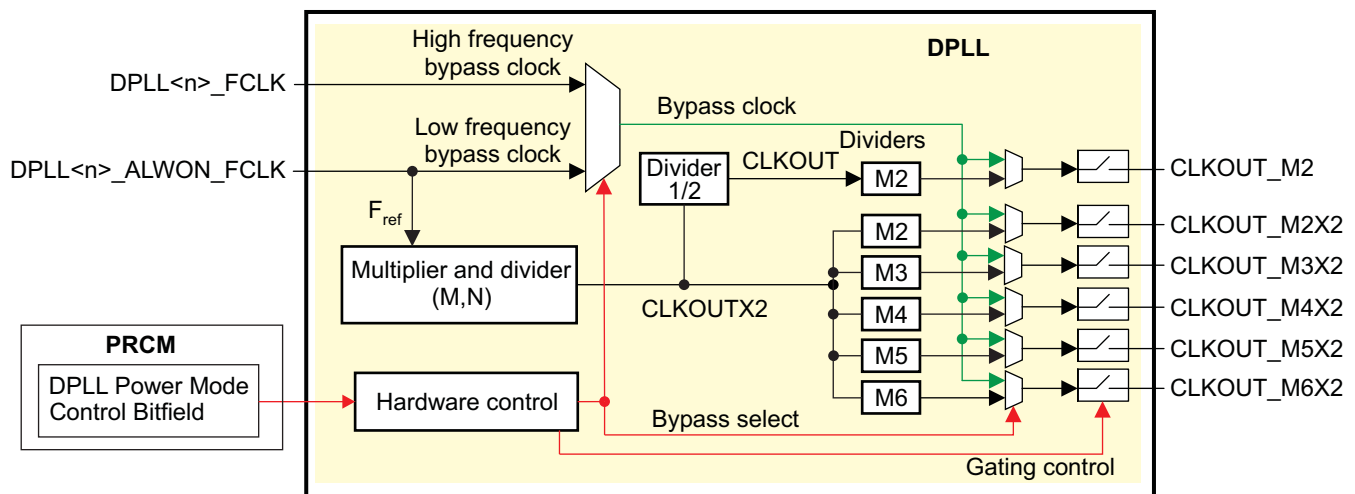 High frequency
bypass clock
DPLL
DPLL<n>_FCLK
Bypass clock
Low frequency
bypass clock
Dividers
CLKOUT
DPLL<n>_ALWON_FCLK
Divider
1/2
M2
CLKOUT_M2
Fref
M2
CLKOUT_M2X2
Multiplier and divider
(M,N)
M3
CLKOUT_M3X2
CLKOUTX2
M4
CLKOUT_M4X2
PRCM
M5
CLKOUT_M5X2
DPLL Power Mode
Control Bitfield
Hardware control
M6
CLKOUT_M6X2
Bypass select
Gating control